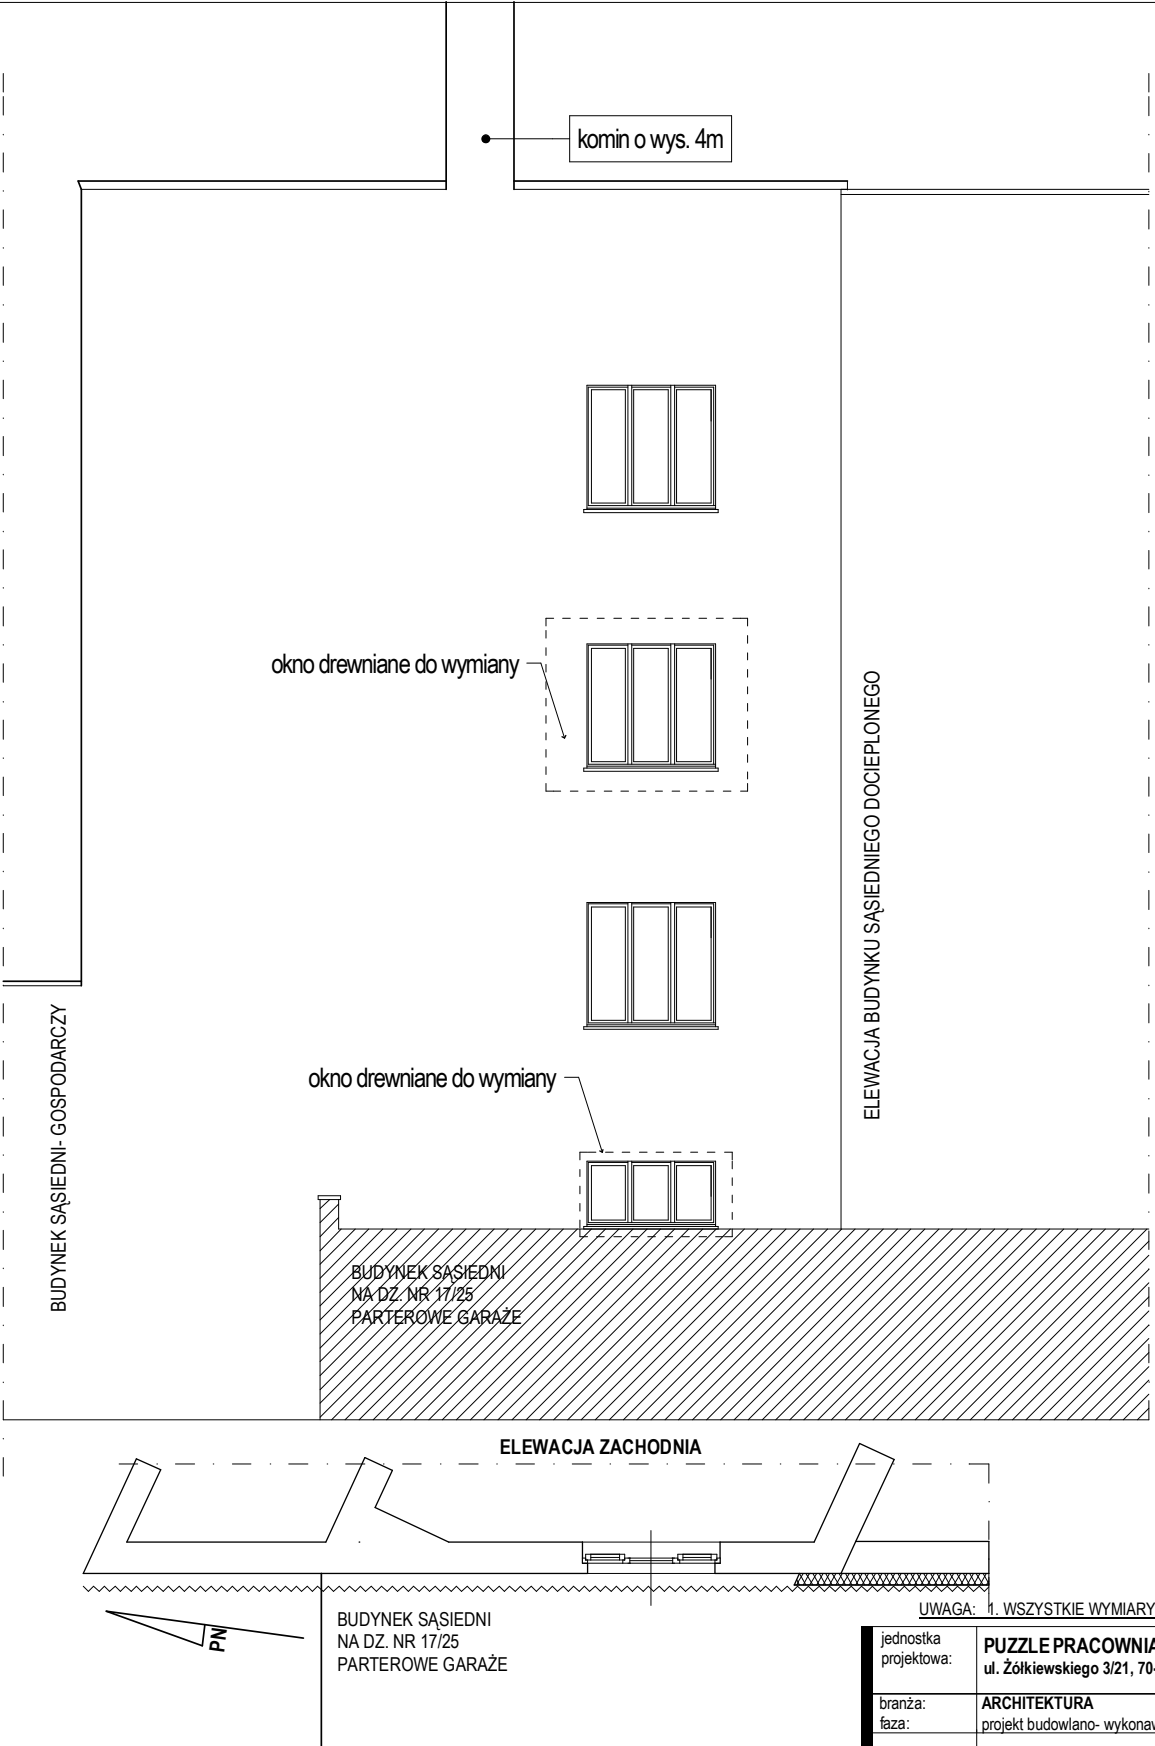 komin o wys. 4m
okno drewniane do wymiany
ELEWACJA BUDYNKU SĄSIEDNIEGO DOCIEPLONEGO
BUDYNEK SĄSIEDNI- GOSPODARCZY
okno drewniane do wymiany
BUDYNEK SĄSIEDNI
NA DZ. NR 17/25
PARTEROWE GARAŻE
ELEWACJA ZACHODNIA
PN
BUDYNEK SĄSIEDNI
NA DZ. NR 17/25
PARTEROWE GARAŻE
UWAGA: 1. WSZYSTKIE WYMIARY
jednostka projektowa:
PUZZLE PRACOWNIA
ul. Żółkiewskiego 3/21, 70-
branża: ARCHITEKTURA
faza: projekt budowlano- wykonaw